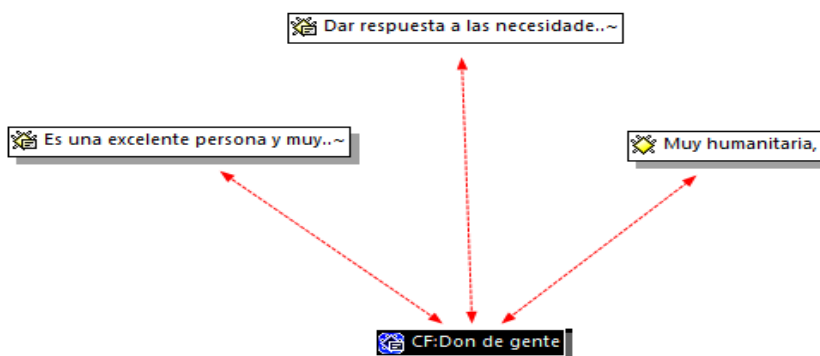 Dar respuesta a las necesidade..~
Es una excelente persona y muy..~
Muy humanitaria,
CF:Don de gente